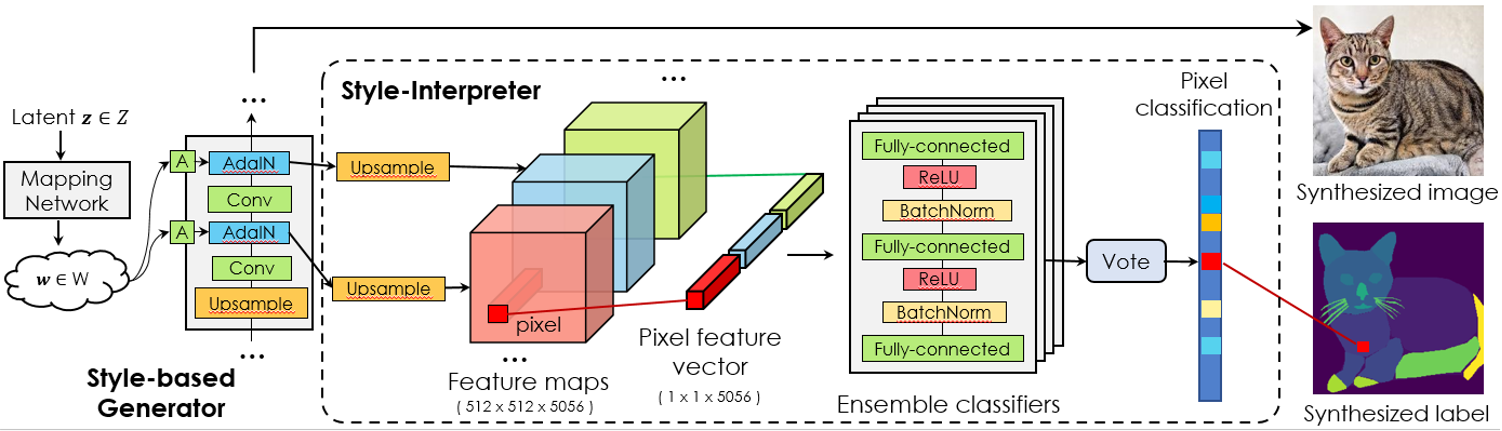 Latent z ∈ Z
Mapping
Network
w ∈ W
...
A
AdaIN
Conv
A
AdaIN
Conv
Upsample
...
Style-based
Generator
Style-Interpreter
Upsample
Upsample
...
pixel
...
Feature maps
( 512 x 512 x 5056 )
Pixel feature
vector
( 1 x 1 x 5056 )
Fully-connected
ReLU
BatchNorm
Fully-connected
ReLU
BatchNorm
Fully-connected
Ensemble classifiers
Vote
Pixel
classification
Synthesized image
Synthesized label